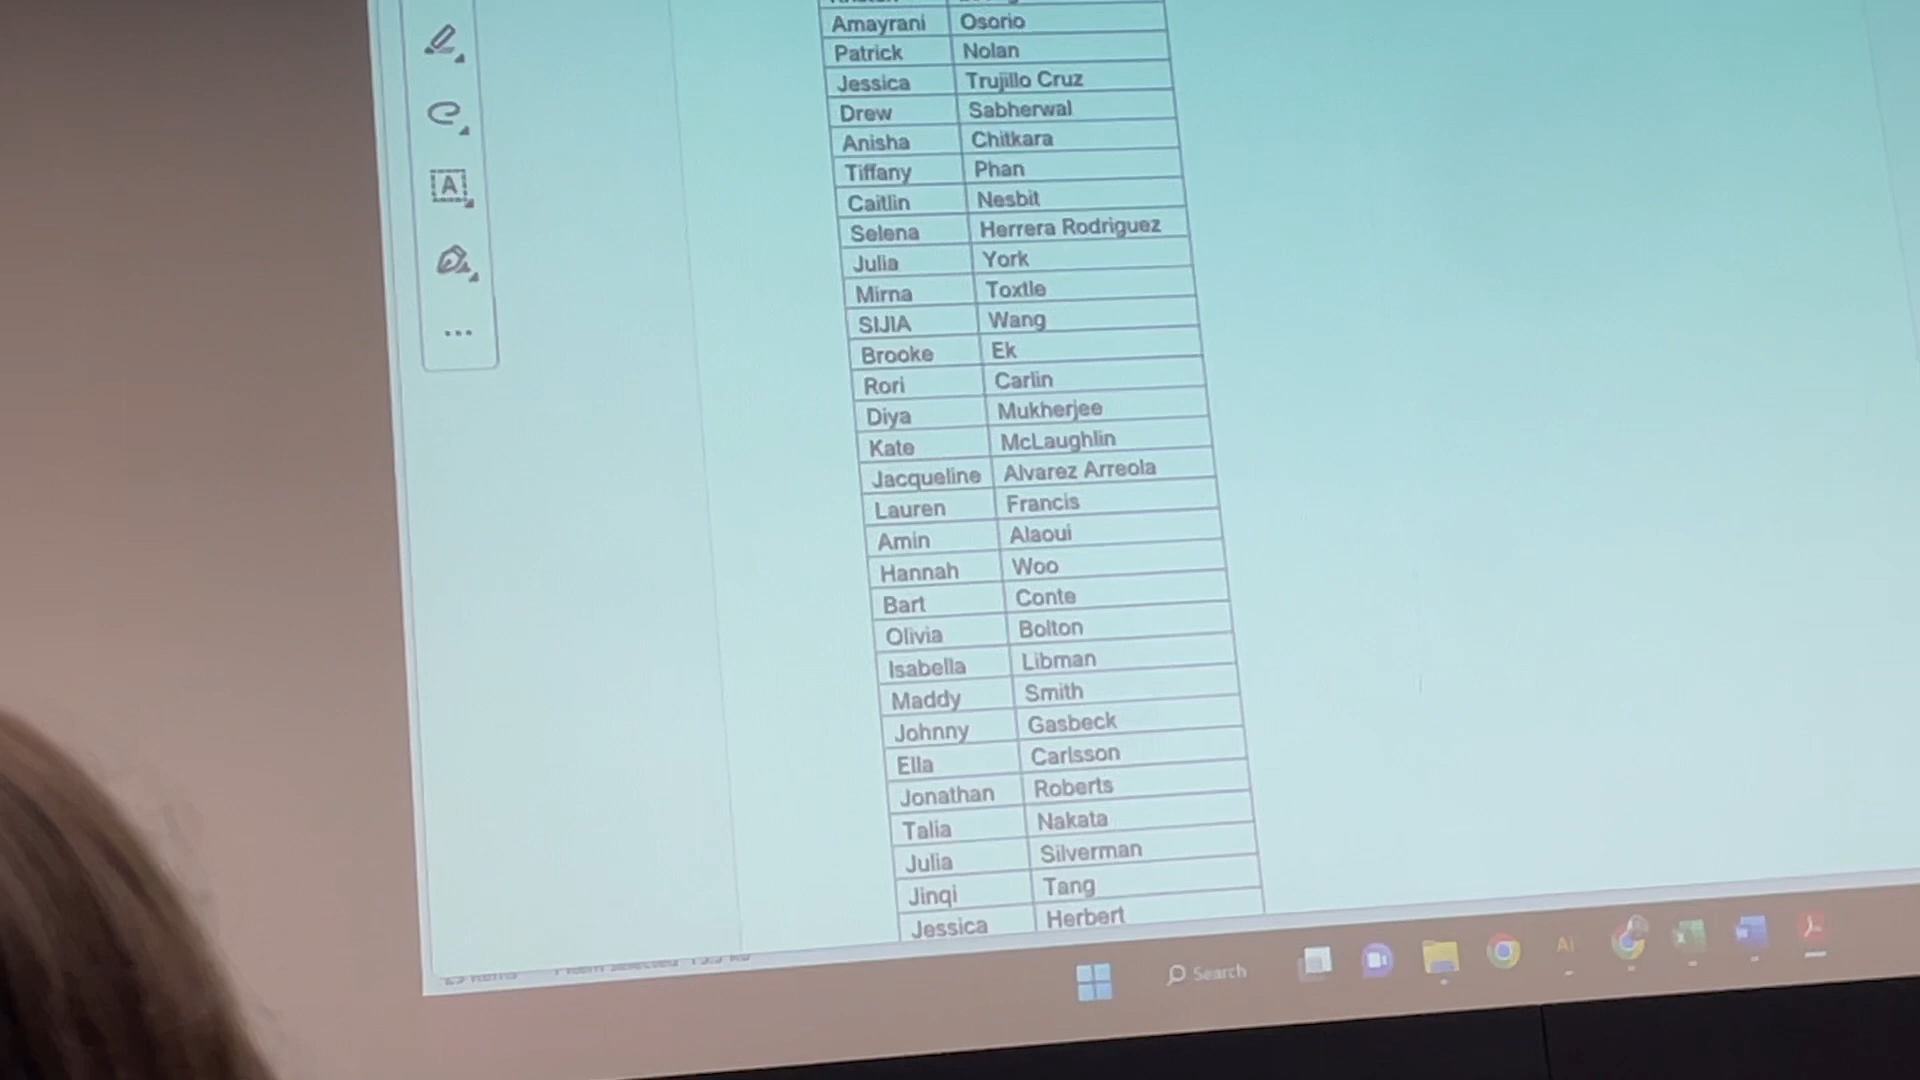 Amayrani Osorio
Patrick Nolan
Jessica Trujillo Cruz
Drew Sabherwal
Anisha Chitkara
Tiffany Phan
Caitlin Nesbit
Selena Herrera Rodriguez
Julia York
Mirna Toxtle
SIJIA Wang
Brooke Ek
Rori Carlin
Diya Mukherjee
Kate McLaughlin
Jacqueline Alvarez Arreola
Lauren Francis
Amin Alaoui
Hannah Woo
Bart Conte
Olivia Bolton
Isabella Libman
Maddy Smith
Johnny Gasbeck
Ella Carlsson
Jonathan Roberts
Talia Nakata
Julia Silverman
Jinqi Tang
Jessica Herbert
Search
Ai